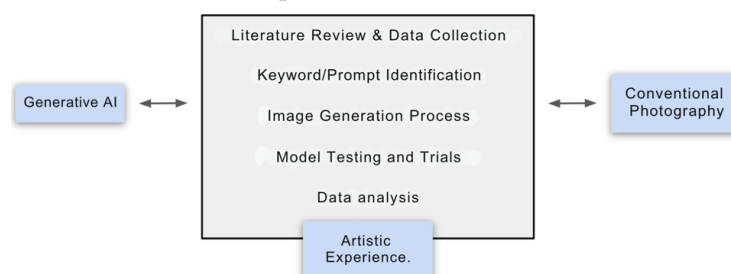 Literature Review & Data Collection
Keyword/Prompt Identification
Generative AI
Image Generation Process
Conventional
Photography
Model Testing and Trials
Data analysis
Artistic
Experience.